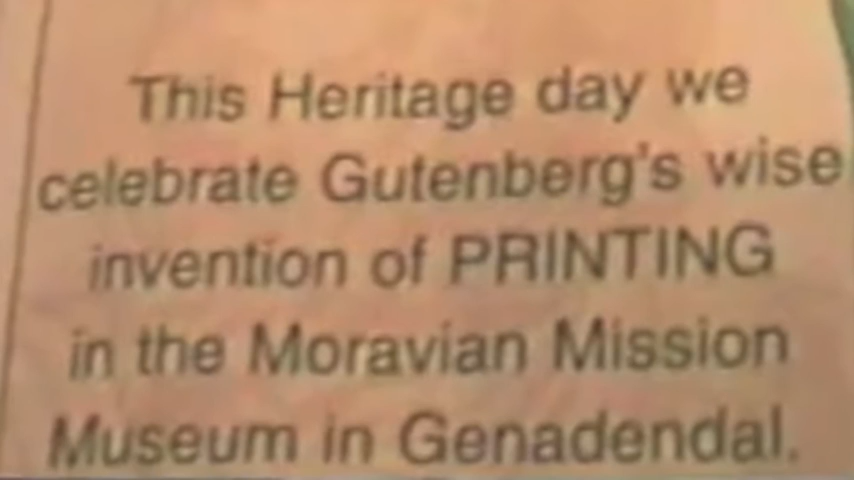 This Heritage day we
celebrate Gutenberg's wise
invention of PRINTING
in the Moravian Mission
Museum in Genadendal.